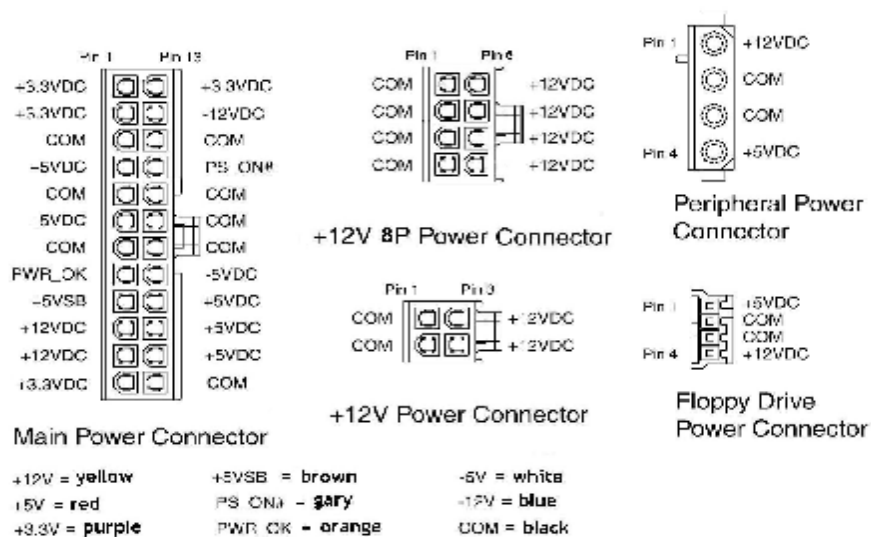 Pin 1 Pin 13
+3.3VDC +3.3VDC
+3.3VDC -12VDC
COM COM
+5VDC PS_ON#
COM COM
5VDC COM
COM COM
PWR_OK -5VDC
+5VSB +5VDC
+12VDC +5VDC
+12VDC +5VDC
+3.3VDC COM
Main Power Connector
Pin 1
COM +12VDC
COM +12VDC
COM +12VDC
COM +12VDC
+12V 8P Power Connector
Pin 1 Pin 3
COM +12VDC
COM +12VDC
+12V Power Connector
Pin 1 +12VDC
COM
COM
Pin 4 +5VDC
Peripheral Power
Connector
Pin 1 +5VDC
COM
COM
Pin 4 +12VDC
Floppy Drive
Power Connector
+12V = yellow +5VSB = brown -5V = white
+5V = red PS_ON# = gary -12V = blue
+3.3V = purple PWR_OK = orange COM = black